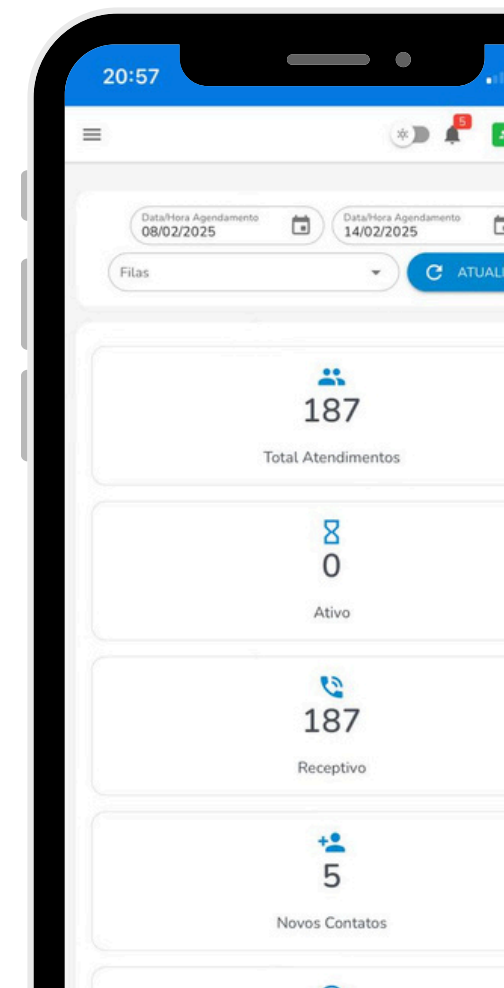 20:57
5
Data/Hora Agendamento
08/02/2025
Data/Hora Agendamento
14/02/2025
Filas
ATUALI
187
Total Atendimentos
0
Ativo
187
Receptivo
5
Novos Contatos